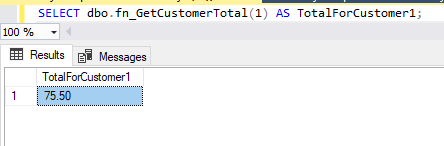 SELECT dbo.fn_GetCustomerTotal(1) AS TotalForCustomer1;
100 %
Results Messages
TotalForCustomer1
1 75.50